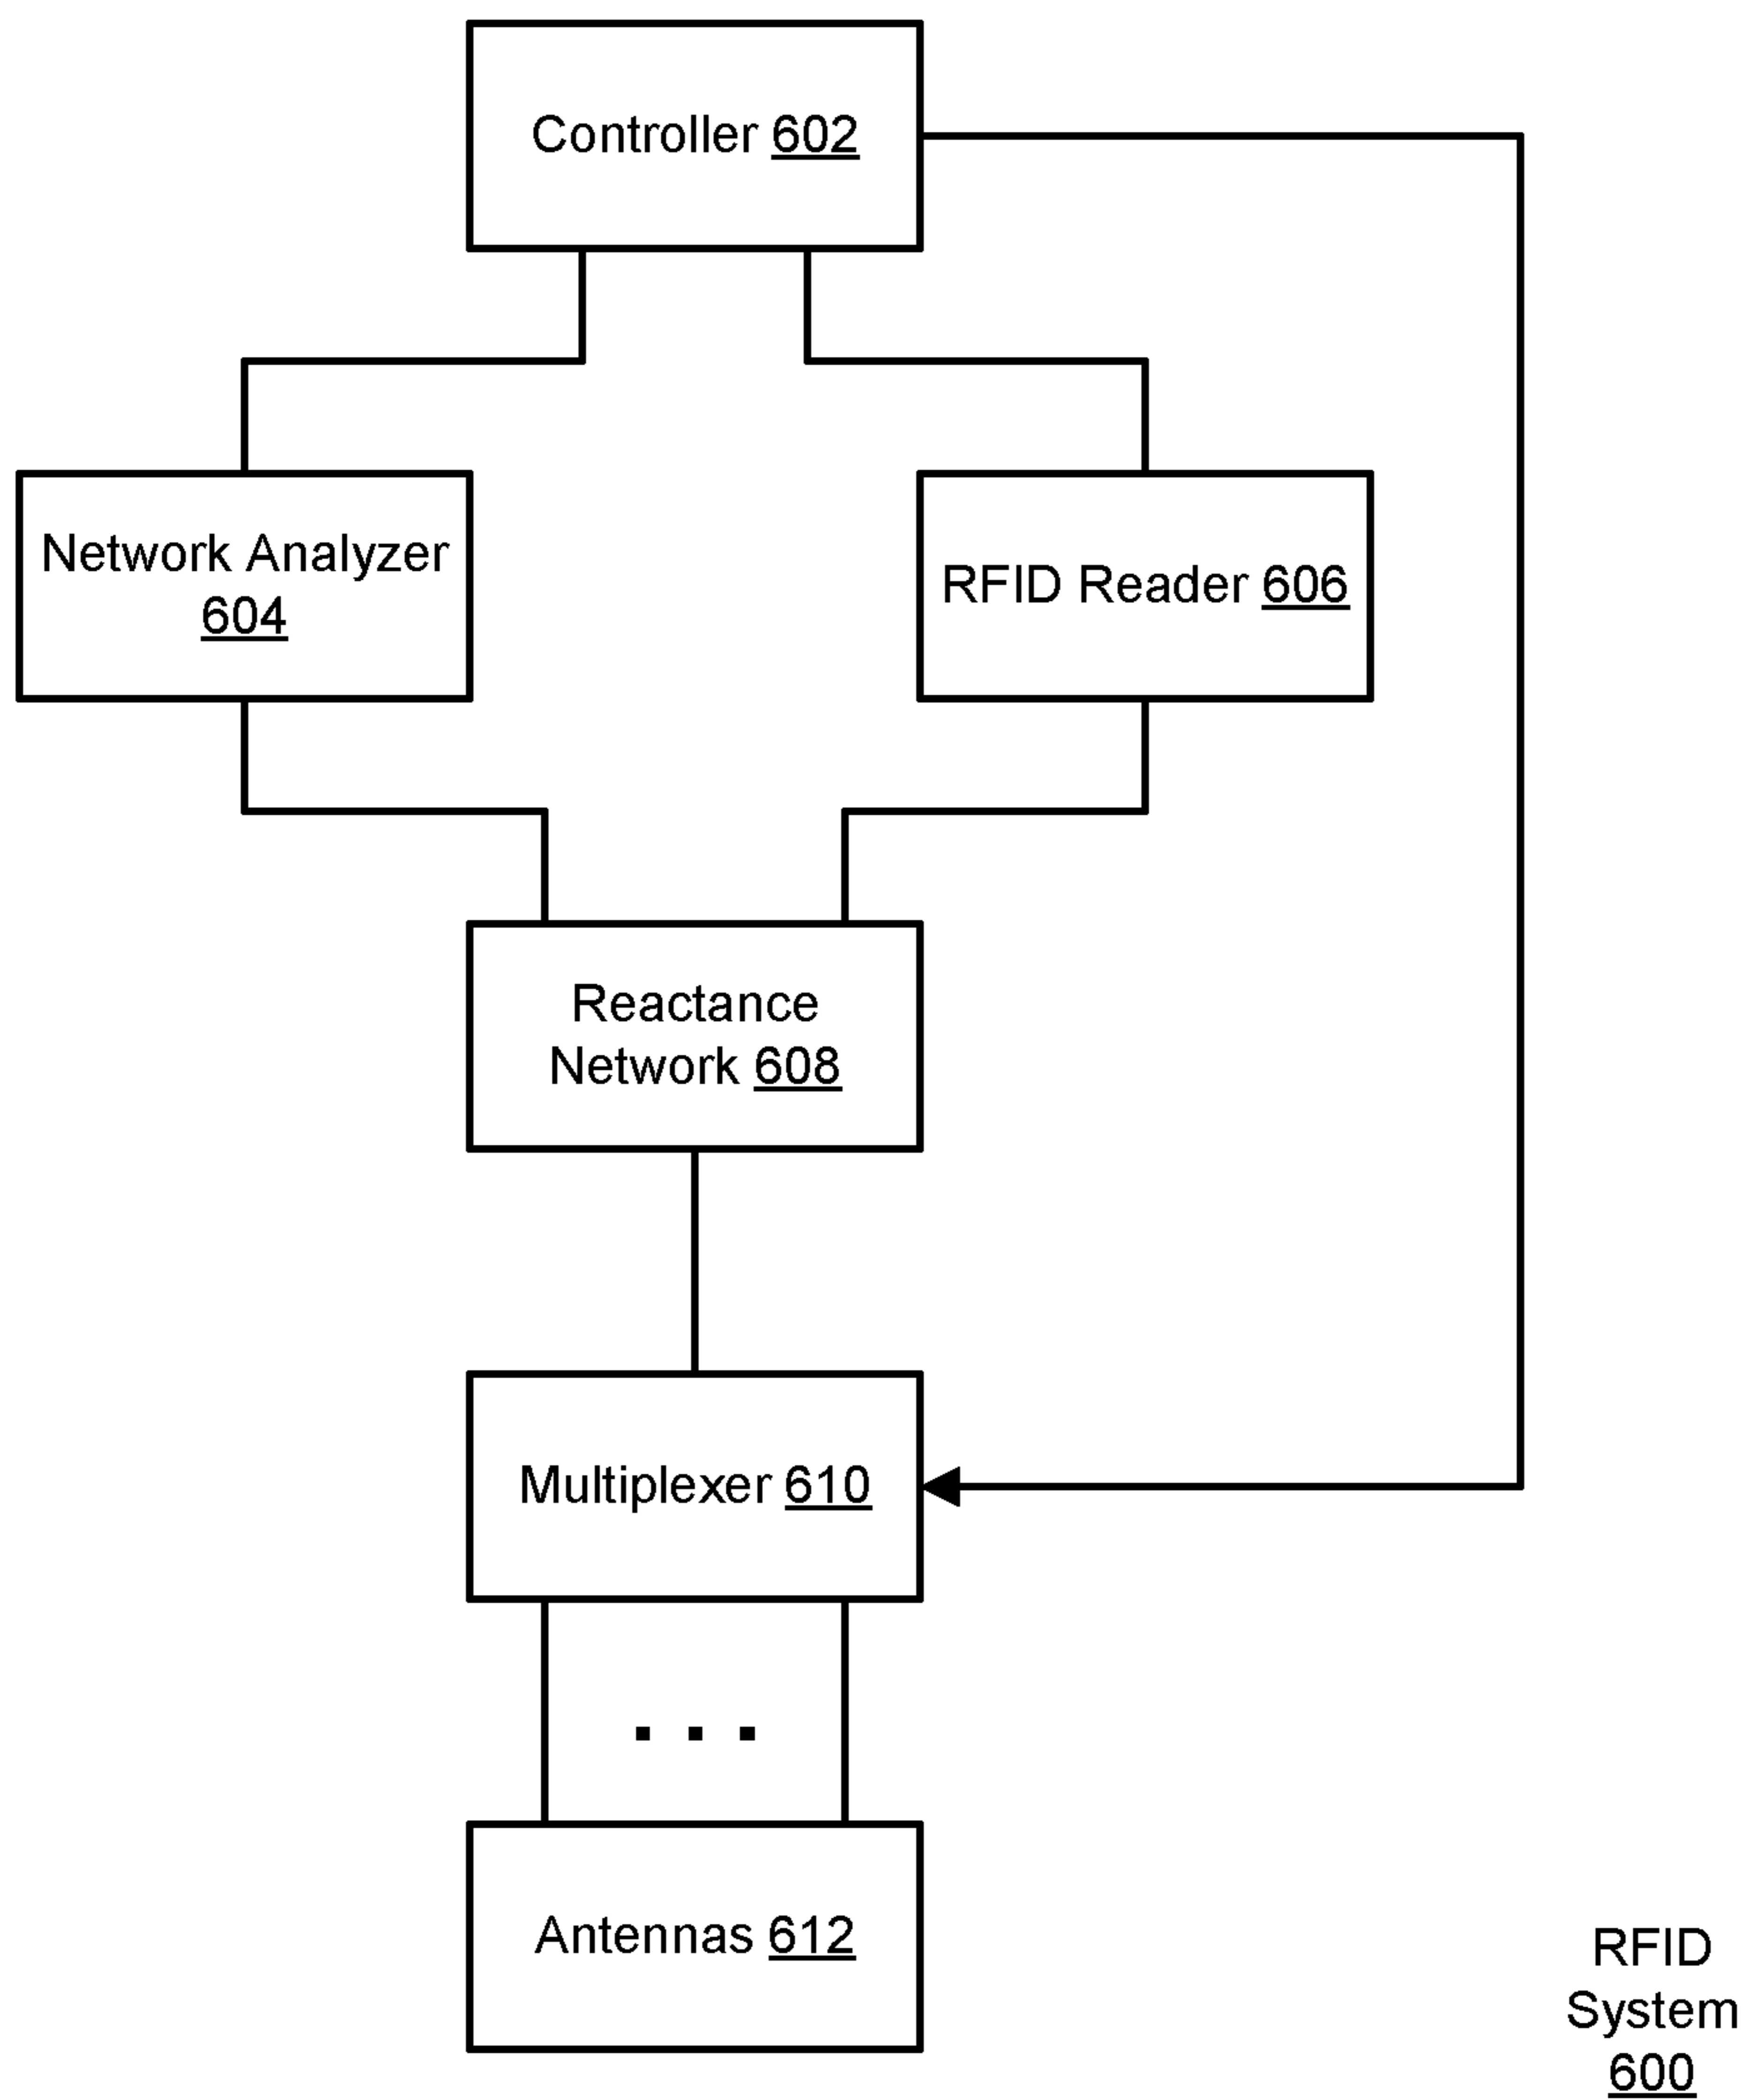 Controller 602
Network Analyzer
604
RFID Reader 606
Reactance
Network 608
Multiplexer 610
. . .
Antennas 612
RFID
System
600